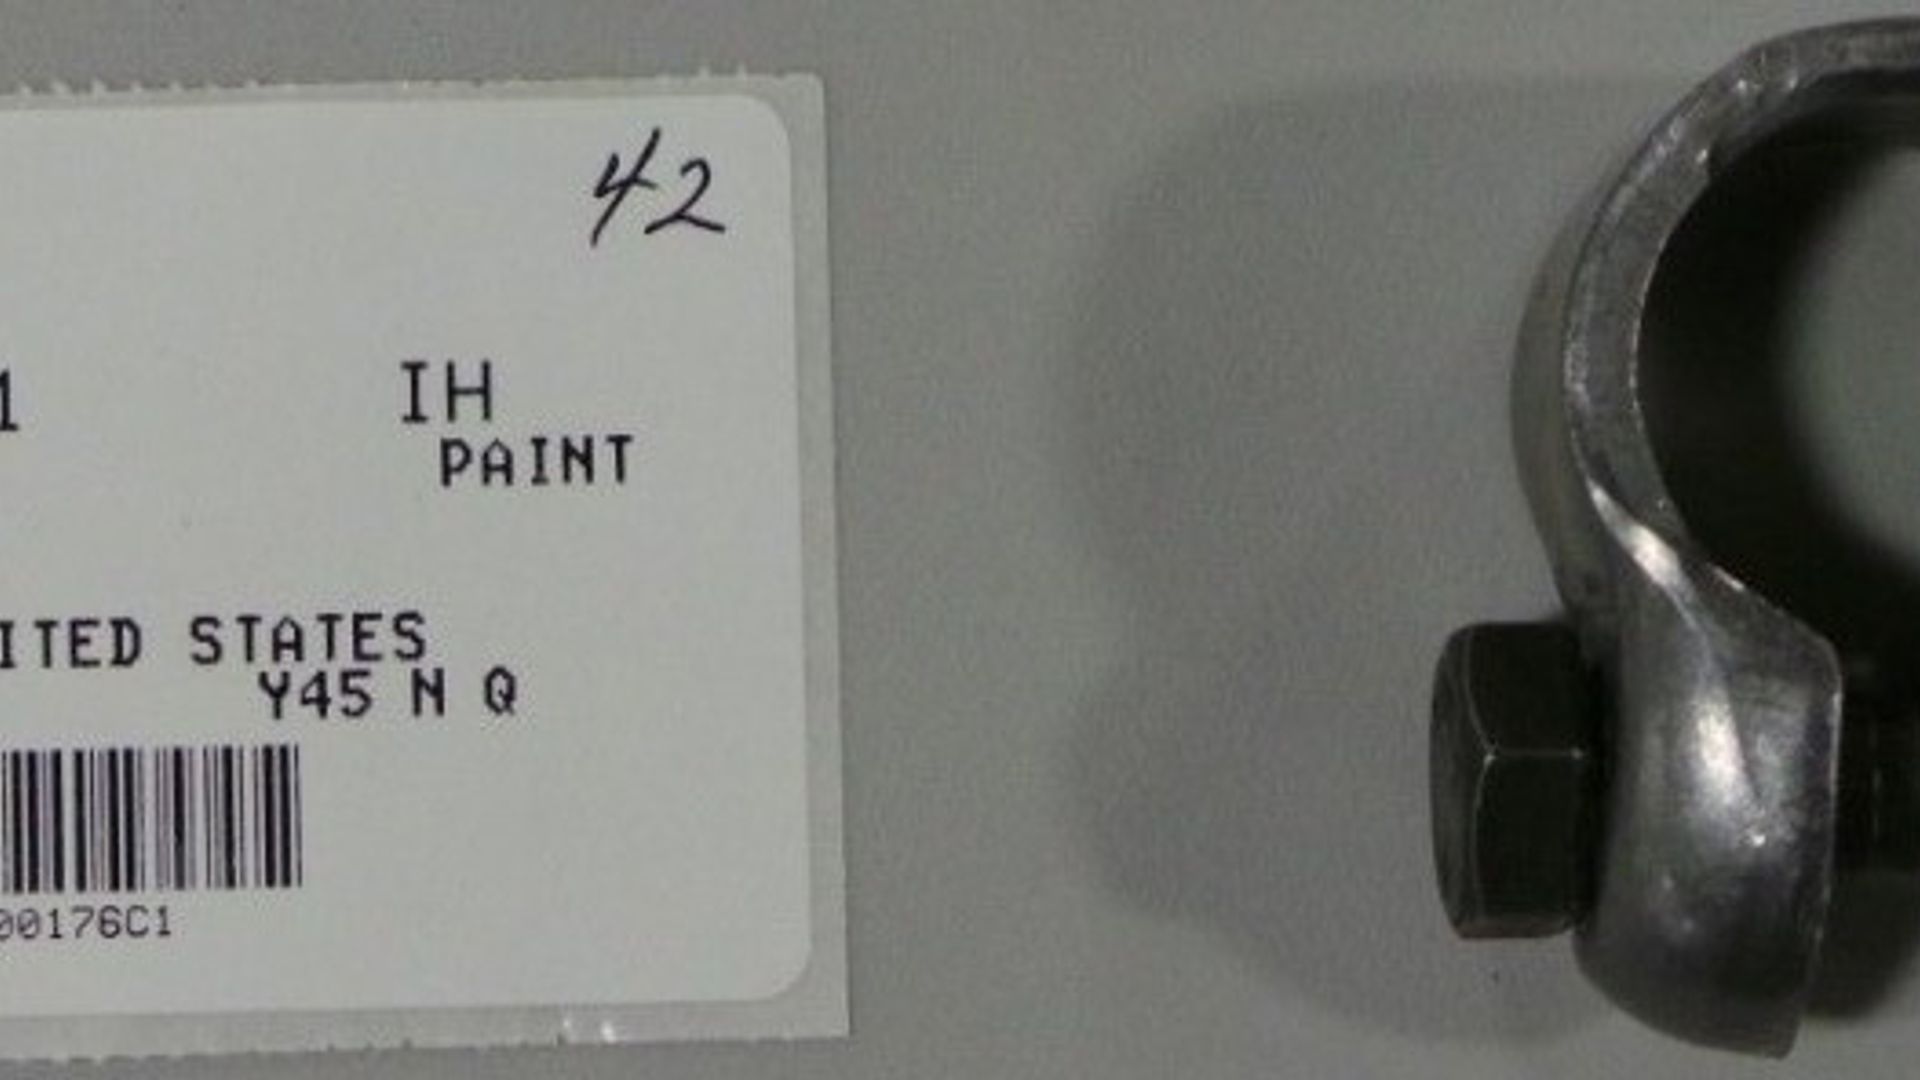 42
1 IH
PAINT
ITED STATES
Y45 N Q
00176C1